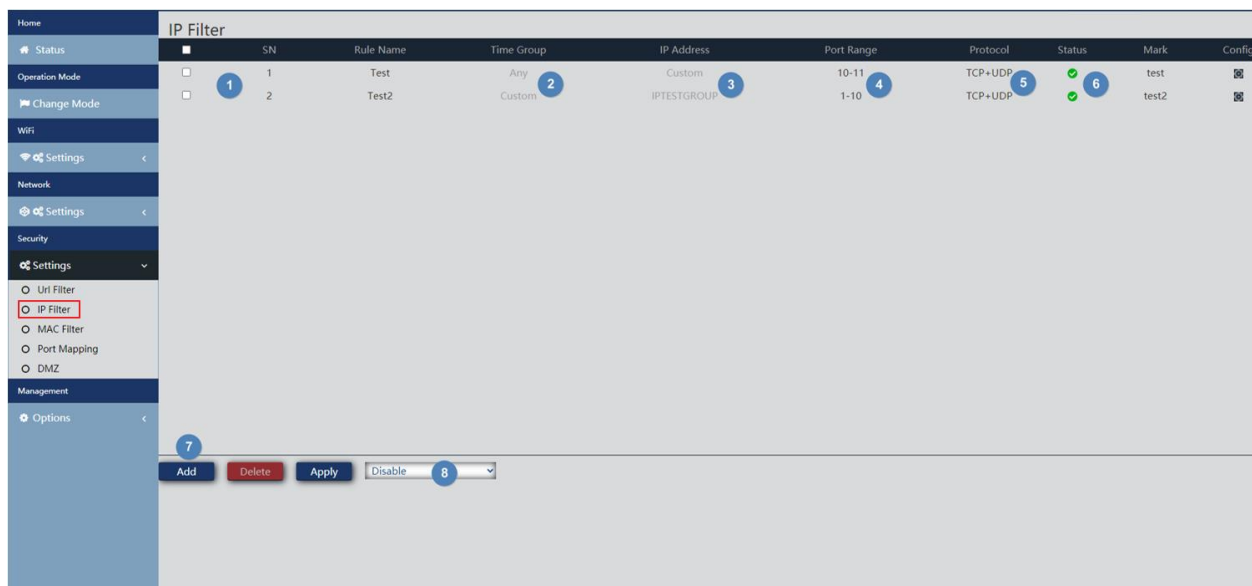 Home
Status
Operation Mode
Change Mode
WiFi
Settings
Network
Settings
Security
Settings
Url Filter
IP Filter
MAC Filter
Port Mapping
DMZ
Management
Options
IP Filter
SN Rule Name Time Group IP Address Port Range Protocol Status Mark Config
1 Test Any Custom 10-11 TCP+UDP test
1 2 3 4 5 6
2 Test2 Custom IPTESTGROUP 1-10 TCP+UDP test2
7
Add Delete Apply Disable 8